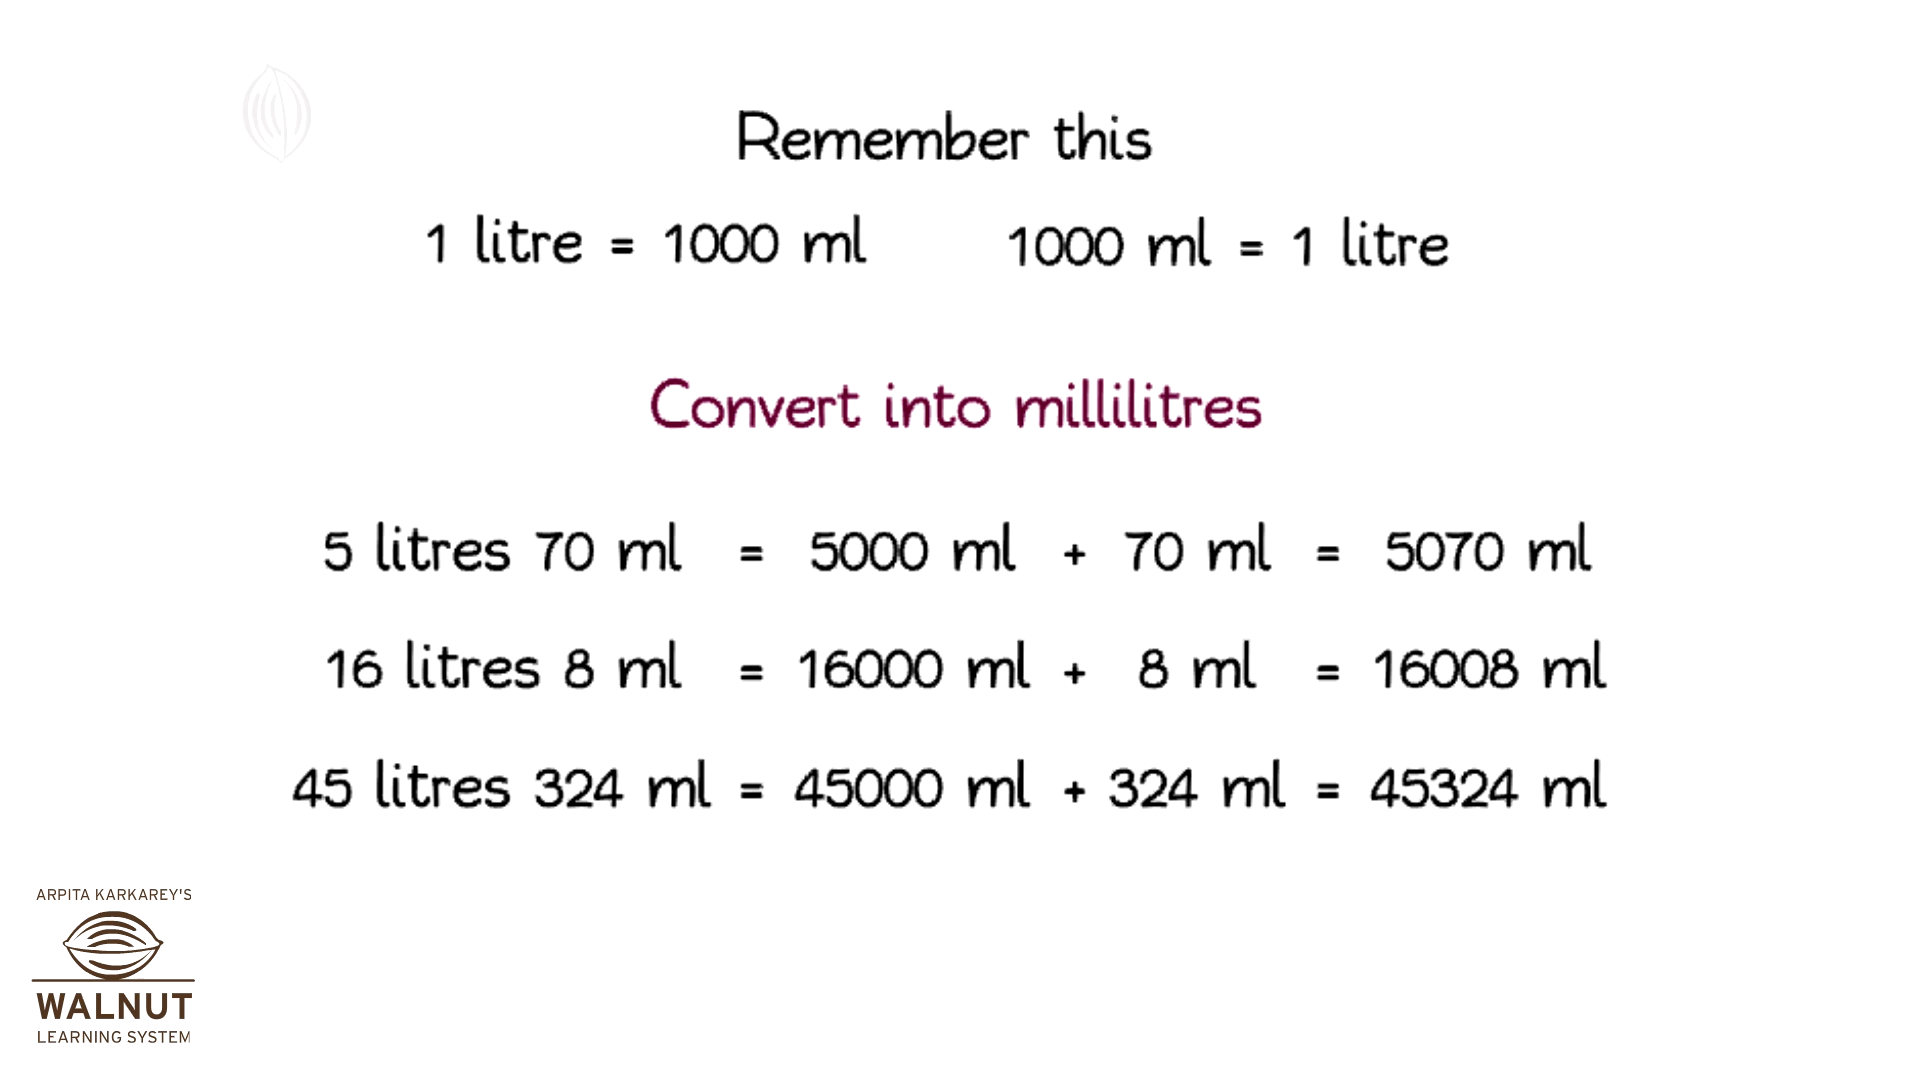 Remember this
1 litre = 1000 ml 1000 ml = 1 litre
Convert into millilitres
5 litres 70 ml = 5000 ml + 70 ml = 5070 ml
16 litres 8 ml = 16000 ml + 8 ml = 16008 ml
45 litres 324 ml = 45000 ml + 324 ml = 45324 ml
ARPITA KARKAREY'S
WALNUT
LEARNING SYSTEM